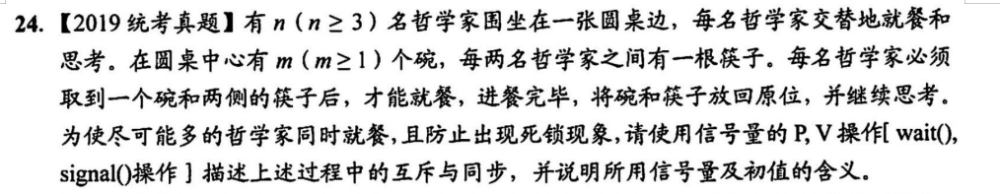 24.【2019 统考真题】有 n（n ≥ 3）名哲学家围坐在一张圆桌边，每名哲学家交替地就餐和
思考。在圆桌中心有 m（m ≥ 1）个碗，每两名哲学家之间有一根筷子。每名哲学家必须
取到一个碗和两侧的筷子后，才能就餐，进餐完毕，将碗和筷子放回原位，并继续思考。
为使尽可能多的哲学家同时就餐，且防止出现死锁现象，请使用信号量的 P, V 操作[ wait(),
signal()操作 ] 描述上述过程中的互斥与同步，并说明所用信号量及初值的含义。